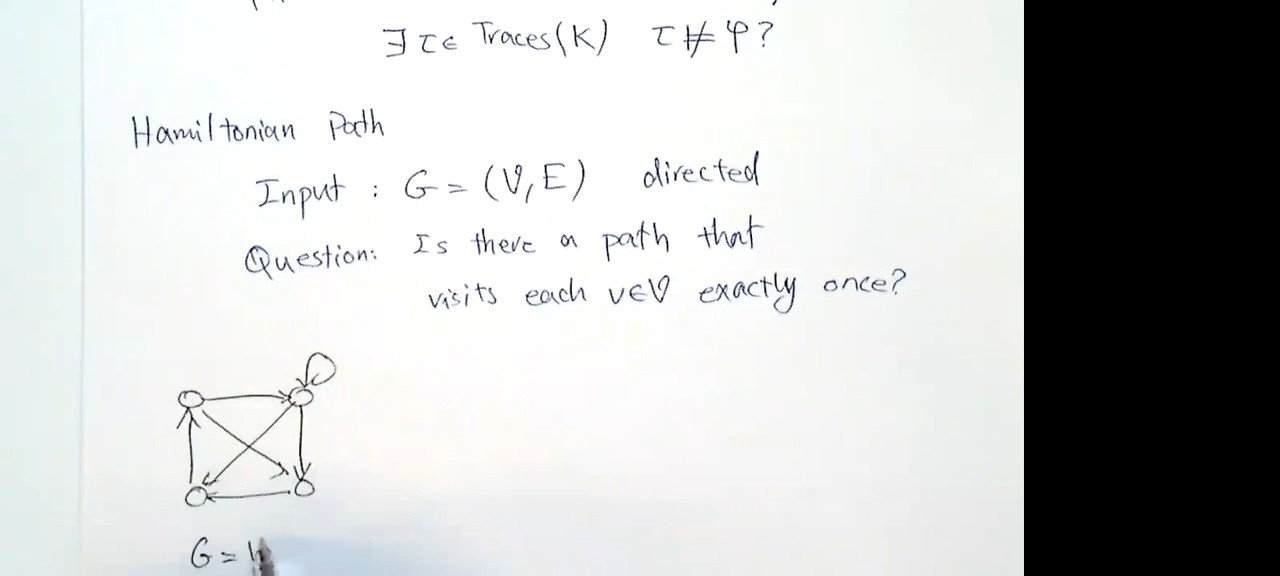 ∃ τ ∈ Traces(K) τ ⊭ φ?
Hamiltonian Path
Input : G = (V, E) directed
Question: Is there a path that
visits each v∈V exactly once?
G =